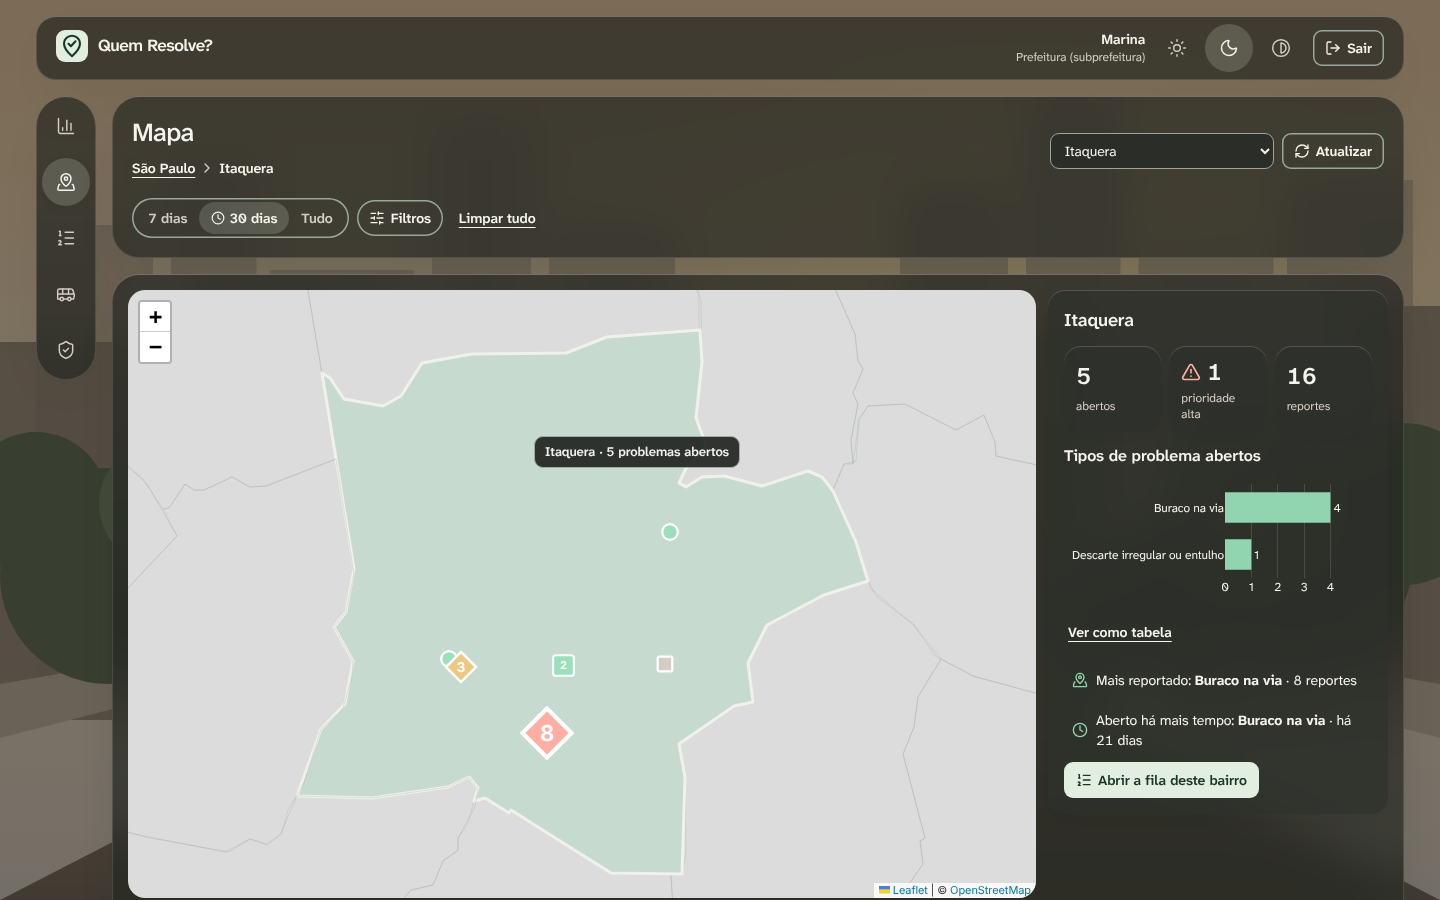 Quem Resolve?
Marina
Prefeitura (subprefeitura)
Sair
Mapa
São Paulo > Itaquera
Itaquera
Atualizar
7 dias
30 dias
Tudo
Filtros
Limpar tudo
+
−
Itaquera · 5 problemas abertos
3
2
8
Leaflet | © OpenStreetMap
Itaquera
5
abertos
1
prioridade
alta
16
reportes
Tipos de problema abertos
Buraco na via
4
Descarte irregular ou entulho
1
0 1 2 3 4
Ver como tabela
Mais reportado: Buraco na via · 8 reportes
Aberto há mais tempo: Buraco na via · há
21 dias
Abrir a fila deste bairro